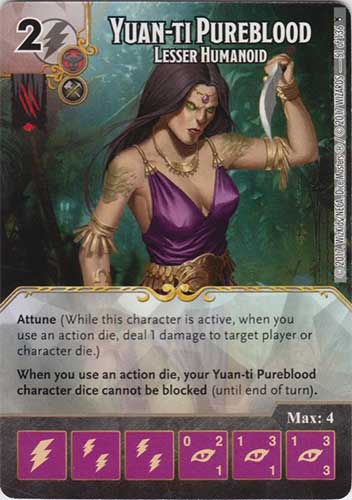 2
YUAN-TI PUREBLOOD
LESSER HUMANOID
Attune (While this character is active, when you
use an action die, deal 1 damage to target player or
character die.)
When you use an action die, your Yuan-ti Pureblood
character dice cannot be blocked (until end of turn).
Max: 4
0 2
1
1 3
1
1 3
3